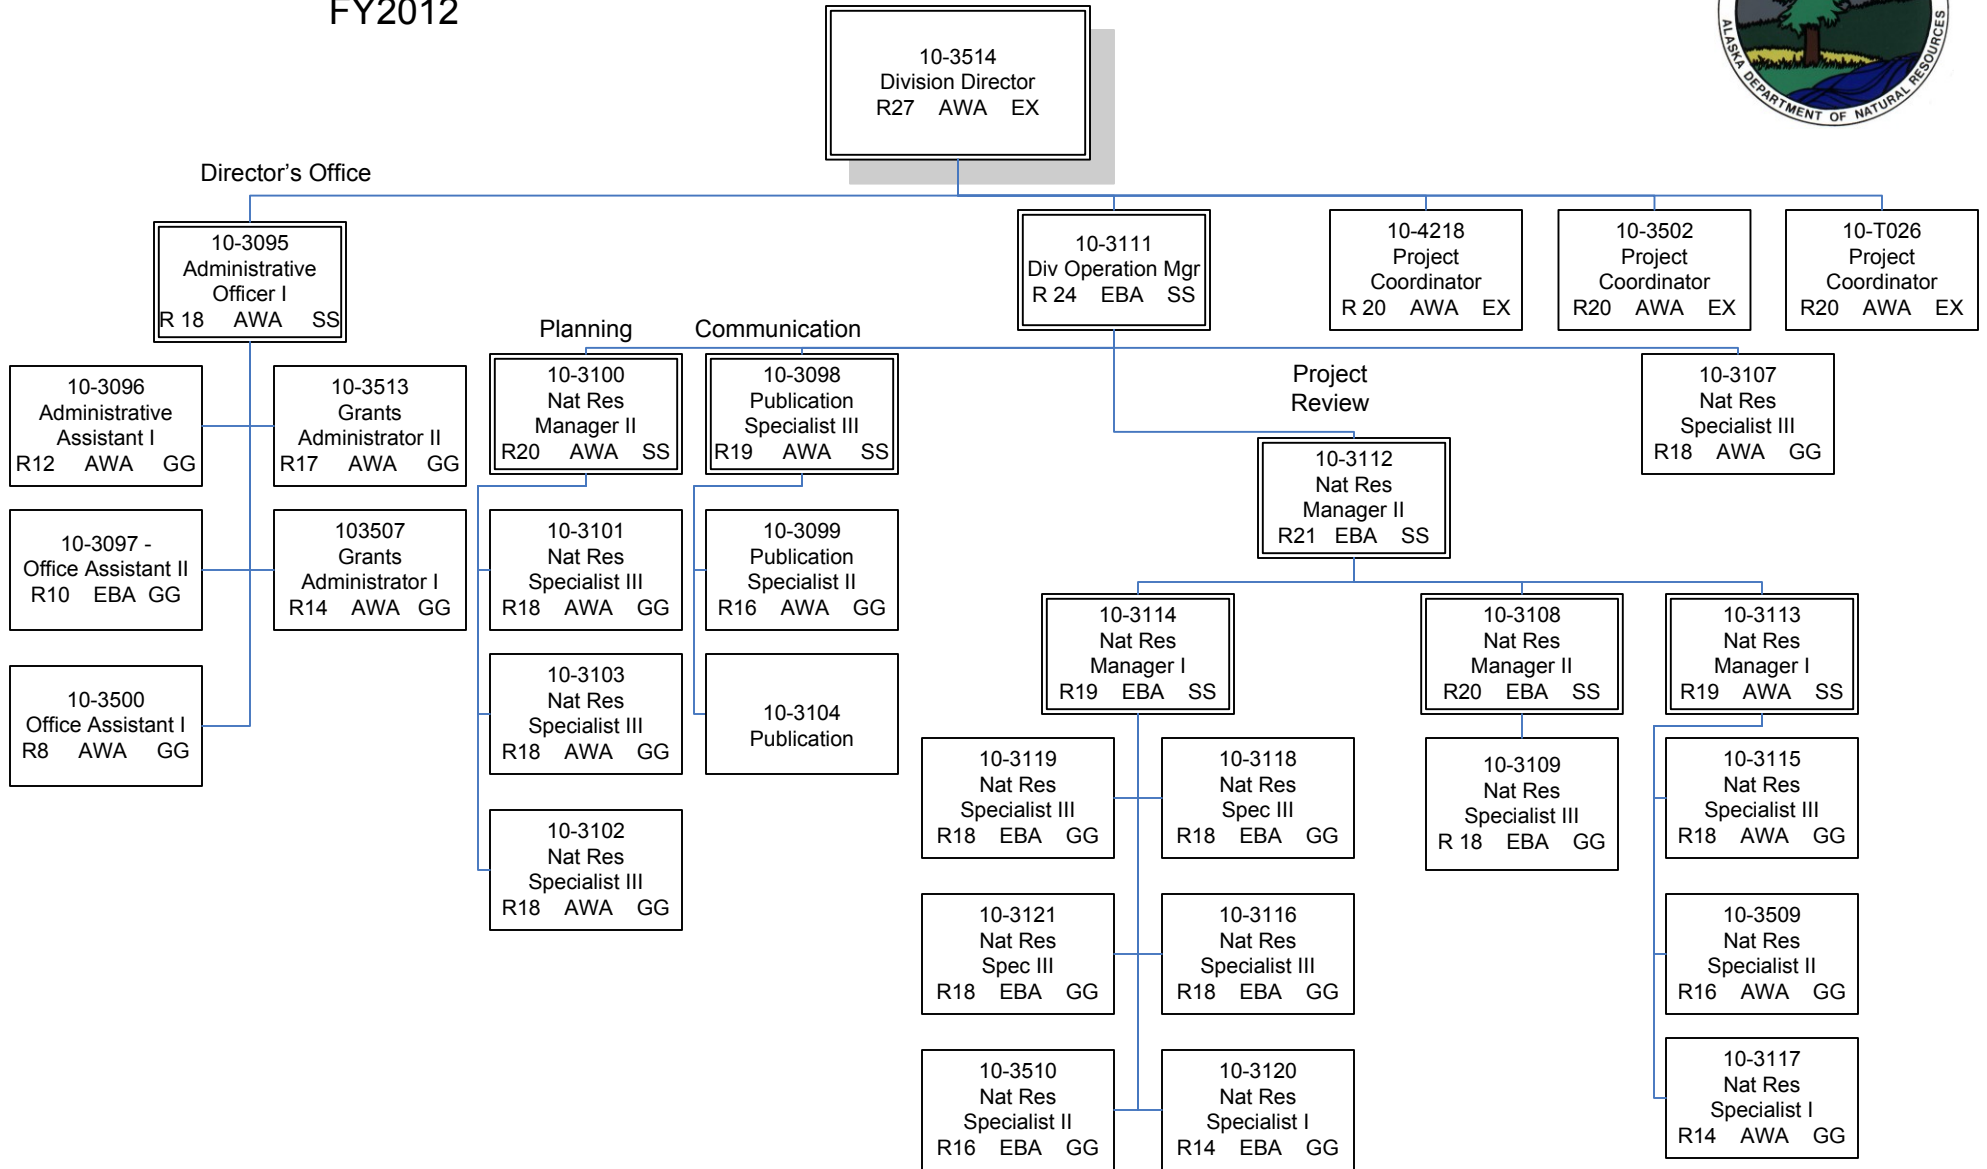 FY2012
ALASKA DEPARTMENT OF NATURAL RESOURCES
10-3514
Division Director
R27 AWA EX
Director's Office
10-3095
Administrative
Officer I
R 18 AWA SS
10-3111
Div Operation Mgr
R 24 EBA SS
10-4218
Project
Coordinator
R 20 AWA EX
10-3502
Project
Coordinator
R20 AWA EX
10-T026
Project
Coordinator
R20 AWA EX
Planning
Communication
Project
Review
10-3096
Administrative
Assistant I
R12 AWA GG
10-3513
Grants
Administrator II
R17 AWA GG
10-3100
Nat Res
Manager II
R20 AWA SS
10-3098
Publication
Specialist III
R19 AWA SS
10-3107
Nat Res
Specialist III
R18 AWA GG
10-3112
Nat Res
Manager II
R21 EBA SS
10-3097 -
Office Assistant II
R10 EBA GG
103507
Grants
Administrator I
R14 AWA GG
10-3101
Nat Res
Specialist III
R18 AWA GG
10-3099
Publication
Specialist II
R16 AWA GG
10-3114
Nat Res
Manager I
R19 EBA SS
10-3108
Nat Res
Manager II
R20 EBA SS
10-3113
Nat Res
Manager I
R19 AWA SS
10-3500
Office Assistant I
R8 AWA GG
10-3103
Nat Res
Specialist III
R18 AWA GG
10-3104
Publication
10-3119
Nat Res
Specialist III
R18 EBA GG
10-3118
Nat Res
Spec III
R18 EBA GG
10-3109
Nat Res
Specialist III
R 18 EBA GG
10-3115
Nat Res
Specialist III
R18 AWA GG
10-3102
Nat Res
Specialist III
R18 AWA GG
10-3121
Nat Res
Spec III
R18 EBA GG
10-3116
Nat Res
Specialist III
R18 EBA GG
10-3509
Nat Res
Specialist II
R16 AWA GG
10-3510
Nat Res
Specialist II
R16 EBA GG
10-3120
Nat Res
Specialist I
R14 EBA GG
10-3117
Nat Res
Specialist I
R14 AWA GG